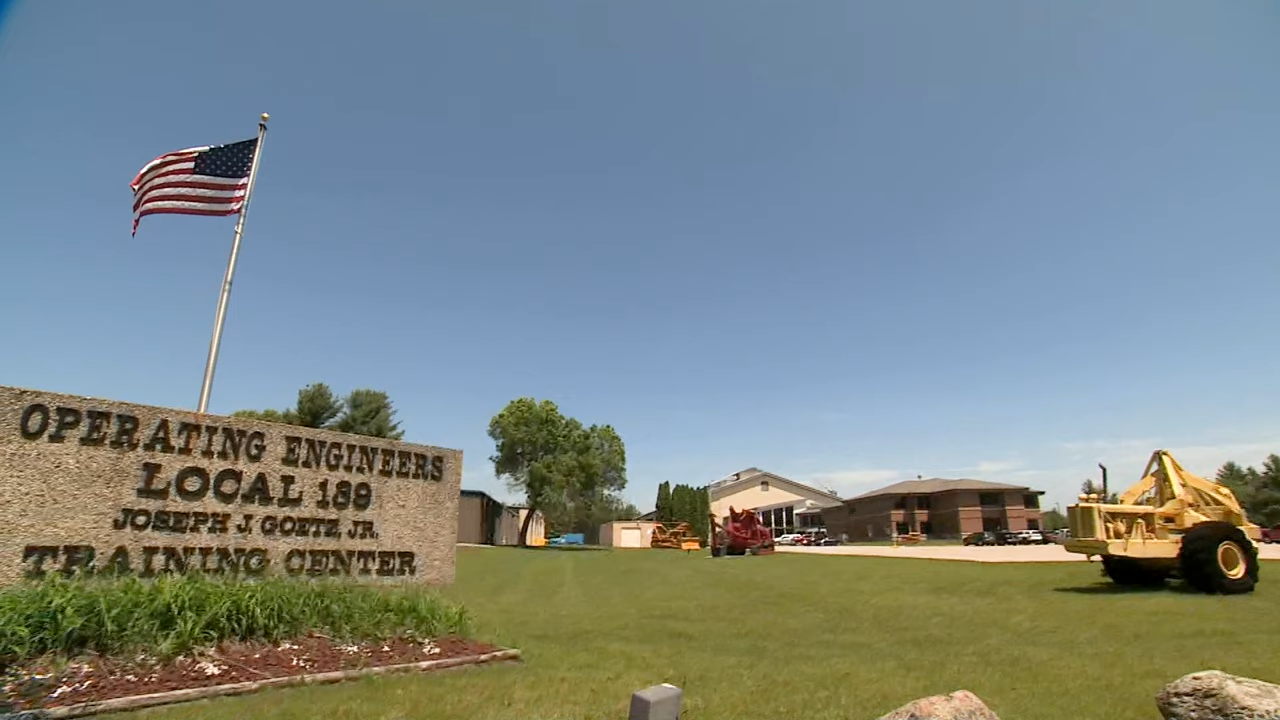 OPERATING ENGINEERS
LOCAL 139
JOSEPH J. GOETZ, JR.
TRAINING CENTER